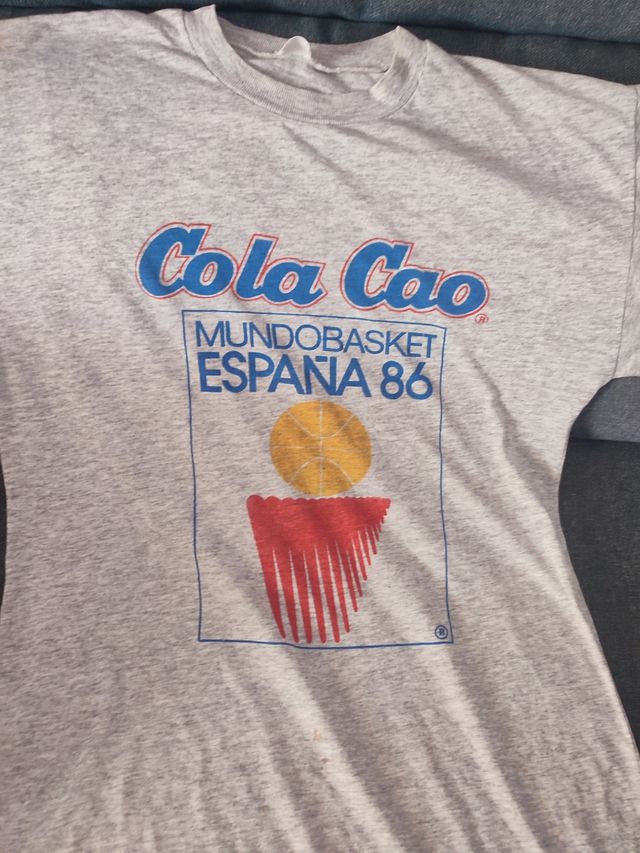 Cola Cao
®
MUNDOBASKET
ESPAÑA 86
®